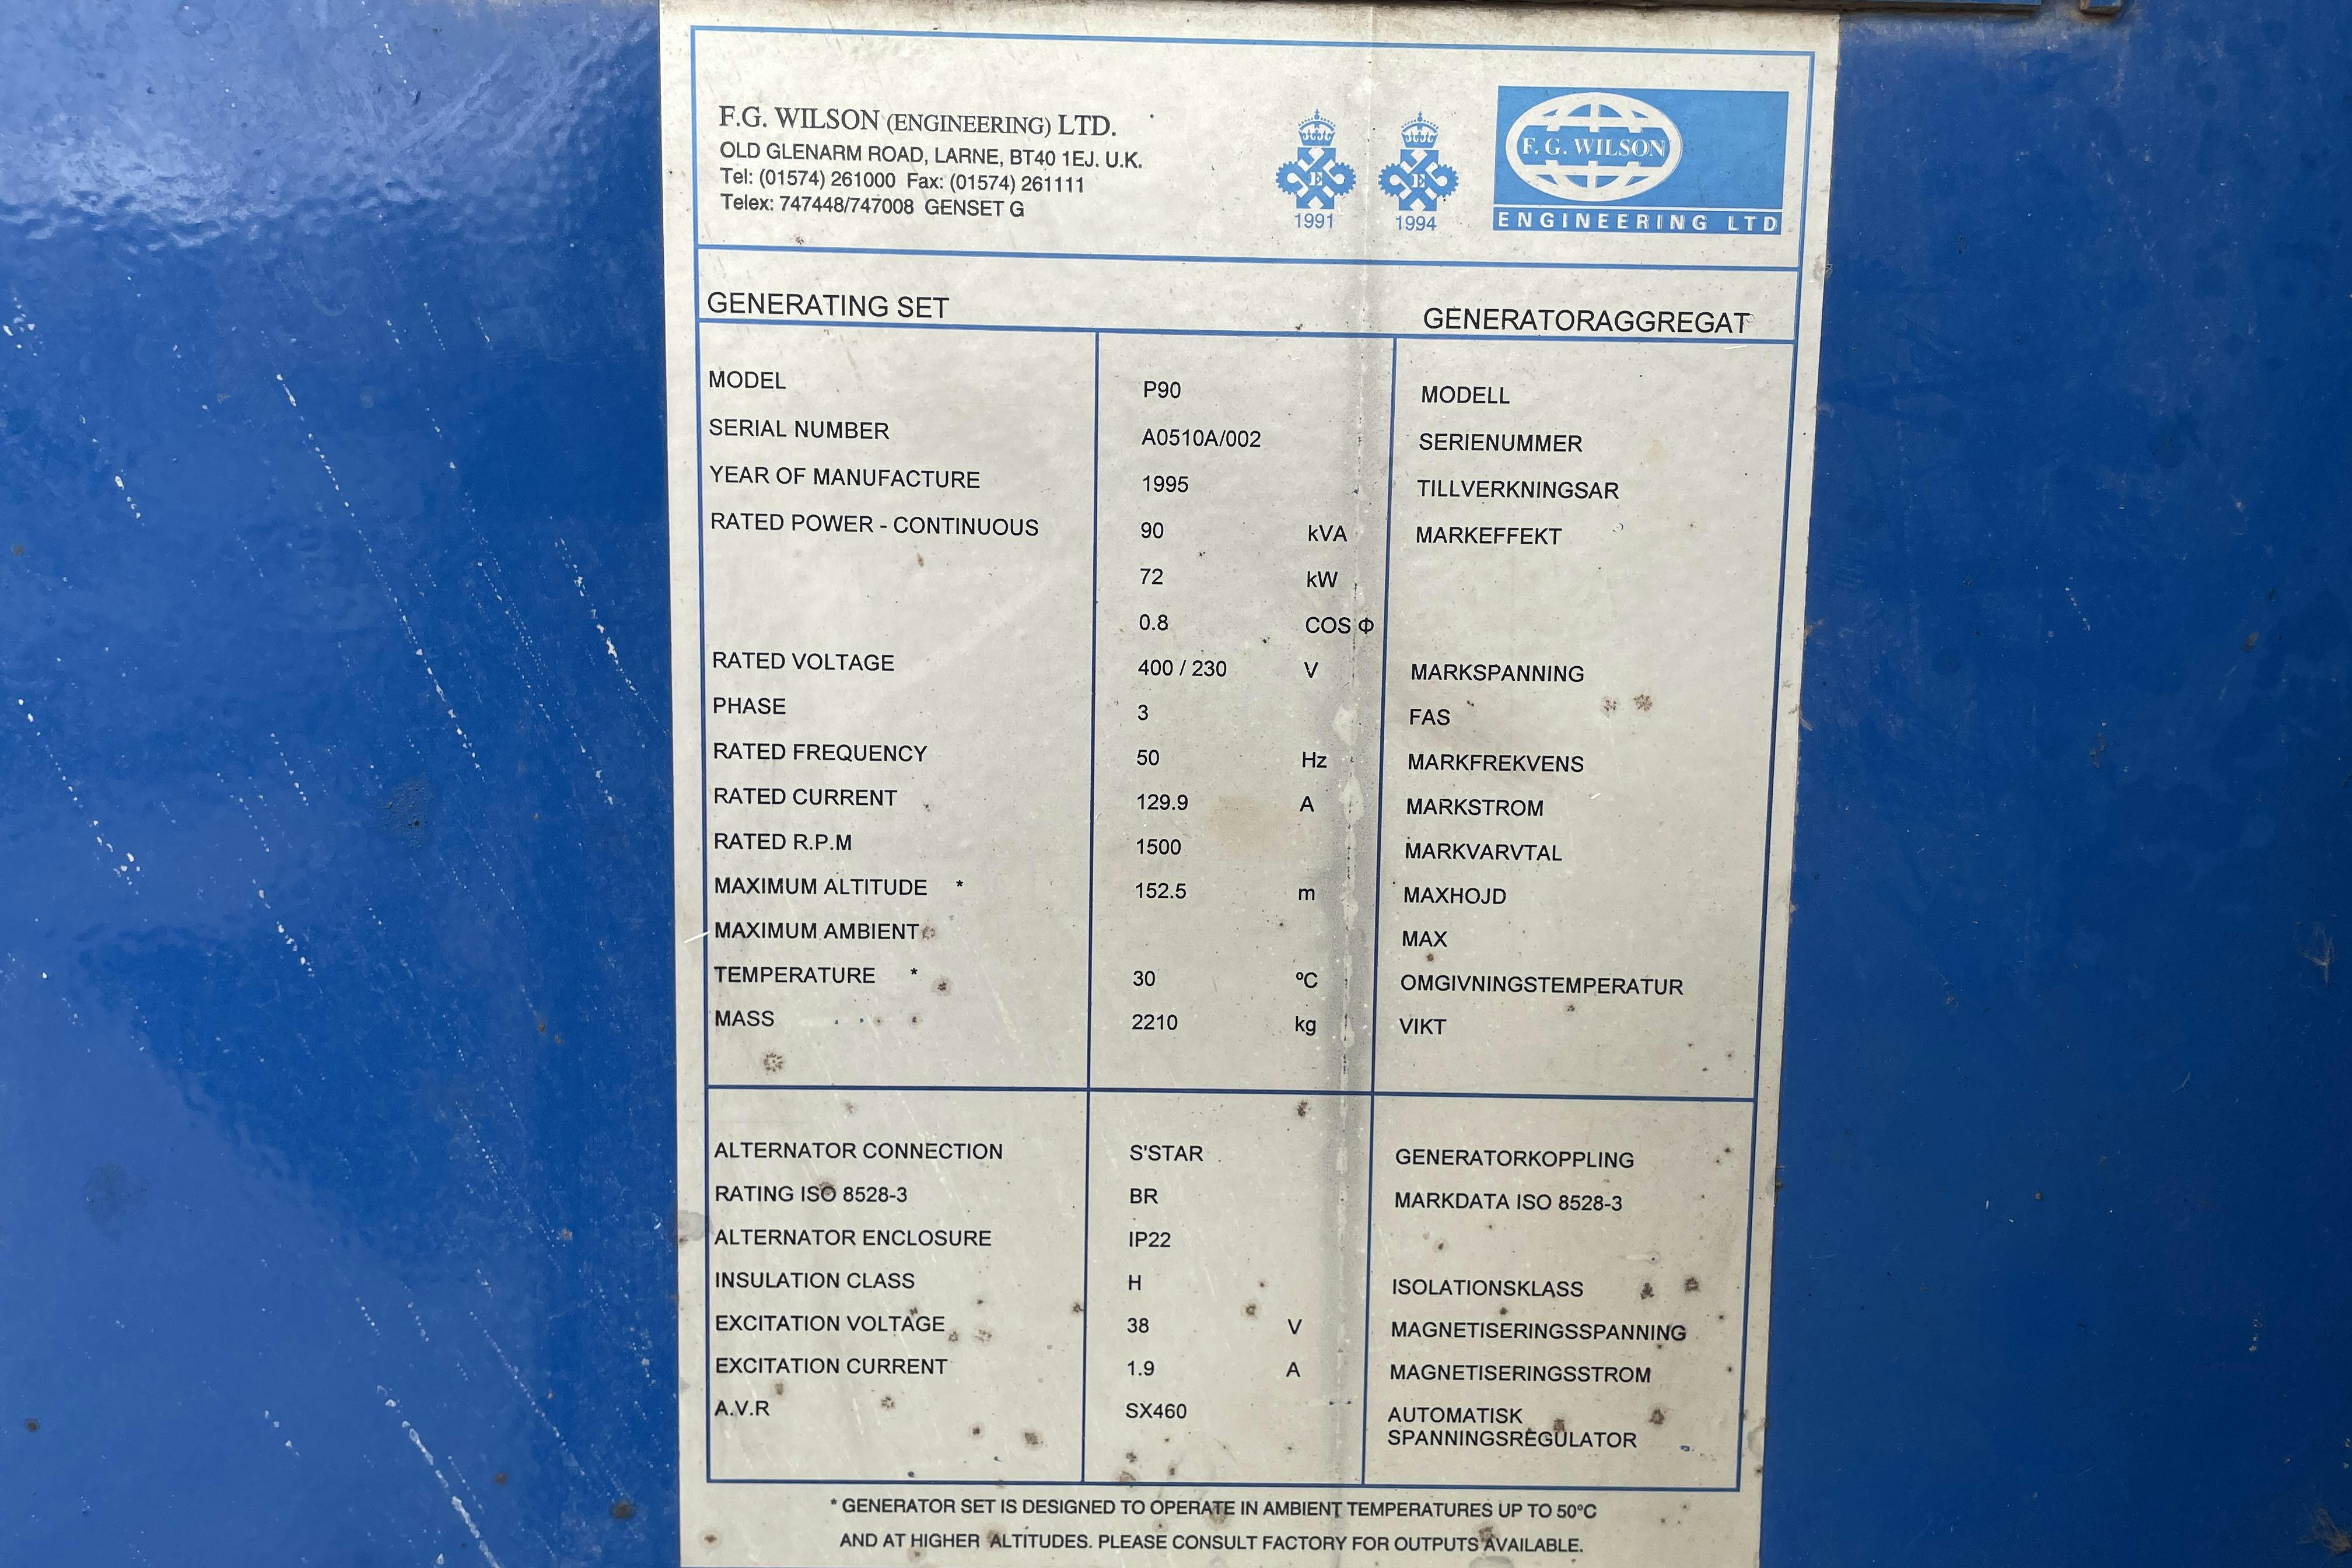 F.G. WILSON (ENGINEERING) LTD.
OLD GLENARM ROAD, LARNE, BT40 1EJ. U.K.
Tel: (01574) 261000 Fax: (01574) 261111
Telex: 747448/747008 GENSET G
E
1991
E
1994
F. G. WILSON
ENGINEERING LTD
GENERATING SET GENERATORAGGREGAT
MODEL P90 MODELL
SERIAL NUMBER A0510A/002 SERIENUMMER
YEAR OF MANUFACTURE 1995 TILLVERKNINGSAR
RATED POWER - CONTINUOUS 90 kVA MARKEFFEKT
72 kW
0.8 COS Φ
RATED VOLTAGE 400 / 230 V MARKSPANNING
PHASE 3 FAS
RATED FREQUENCY 50 Hz MARKFREKVENS
RATED CURRENT 129.9 A MARKSTROM
RATED R.P.M 1500 MARKVARVTAL
MAXIMUM ALTITUDE * 152.5 m MAXHOJD
MAXIMUM AMBIENT MAX
TEMPERATURE * 30 ºC OMGIVNINGSTEMPERATUR
MASS 2210 kg VIKT
ALTERNATOR CONNECTION S'STAR GENERATORKOPPLING
RATING ISO 8528-3 BR MARKDATA ISO 8528-3
ALTERNATOR ENCLOSURE IP22
INSULATION CLASS H ISOLATIONSKLASS
EXCITATION VOLTAGE 38 V MAGNETISERINGSSPANNING
EXCITATION CURRENT 1.9 A MAGNETISERINGSSTROM
A.V.R SX460 AUTOMATISK
SPANNINGSREGULATOR
* GENERATOR SET IS DESIGNED TO OPERATE IN AMBIENT TEMPERATURES UP TO 50°C
AND AT HIGHER ALTITUDES. PLEASE CONSULT FACTORY FOR OUTPUTS AVAILABLE.